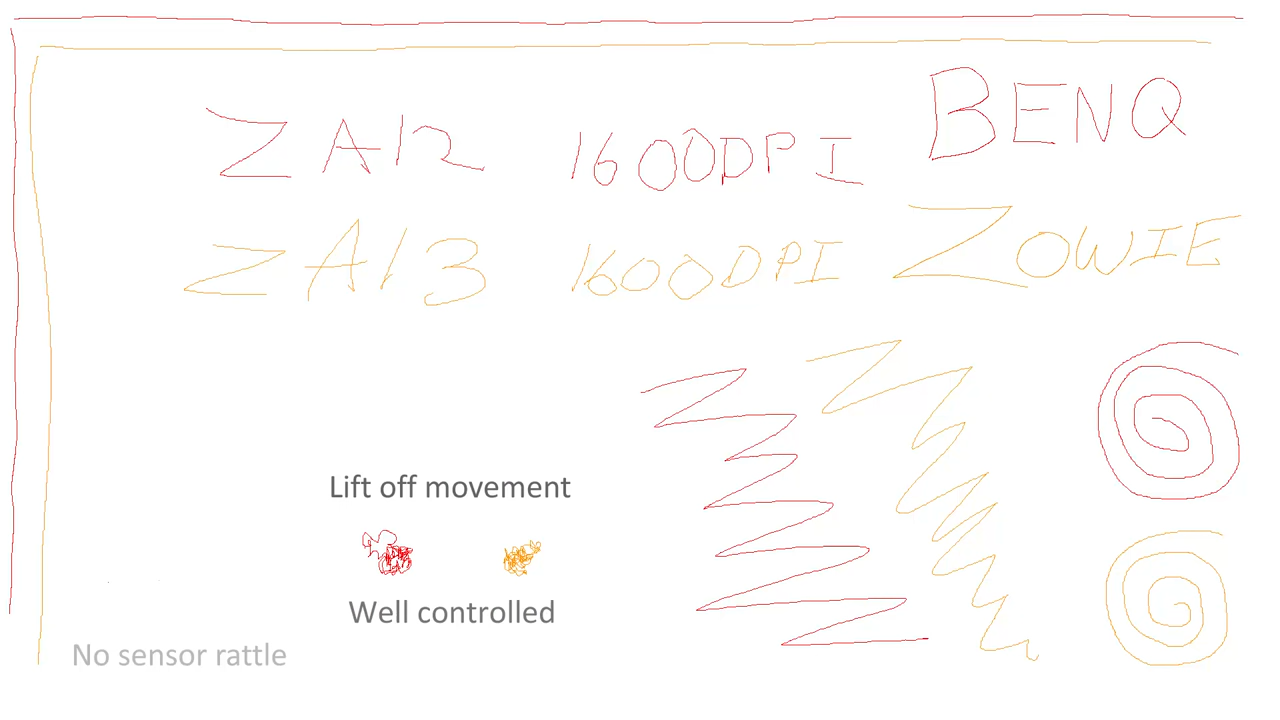 ZA12 1600DPI BENQ
ZA13 1600DPI ZOWIE
Lift off movement
Well controlled
No sensor rattle